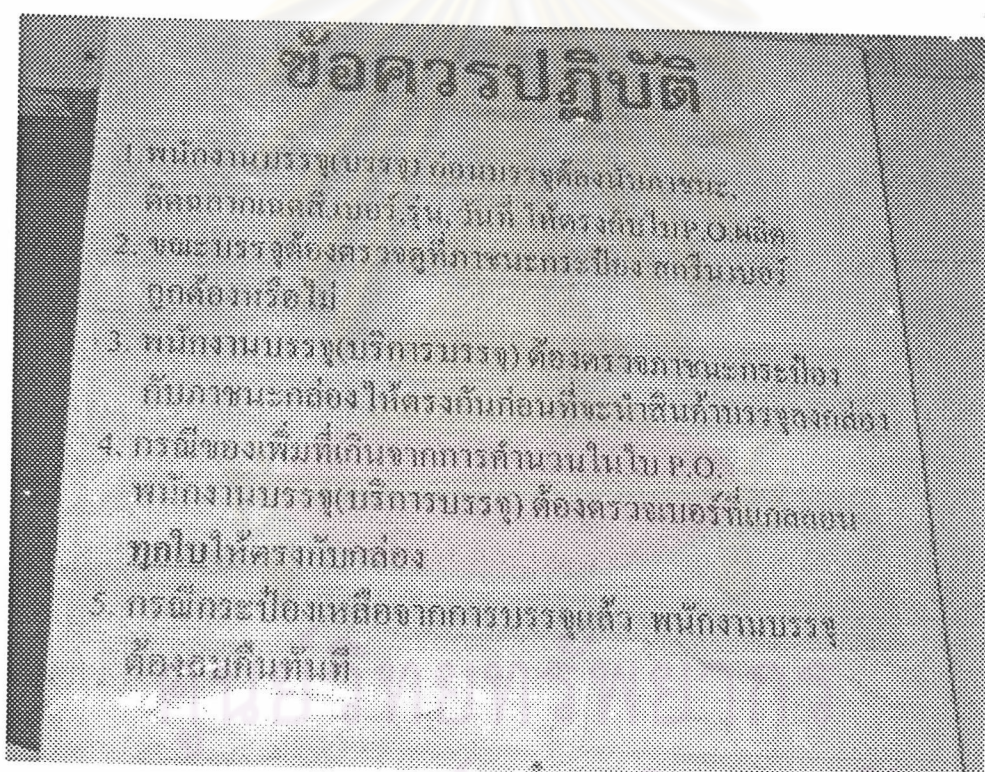 ข้อควรปฏิบัติ
1. พนักงานบรรจุ(บรรจุ) ก่อนบรรจุต้องนับภาชนะ,
ติดฉลากเฉดสี,เบอร์,รุ่น, วันที่ ให้ตรงกับใบP.O.ผลิต
2. ขณะบรรจุต้องตรวจดูที่ภาชนะกระป๋อง สกรีนเบอร์
ถูกต้องหรือไม่
3. พนักงานบรรจุ(บริการบรรจุ) ต้องตรวจภาชนะกระป๋อง
กับภาชนะกล่องให้ตรงกันก่อนที่จะนำสินค้าบรรจุลงกล่อง
4. กรณีของเพิ่มที่เกินจากการคำนวนในใบ P.O.
พนักงานบรรจุ(บริการบรรจุ) ต้องตรวจเบอร์ที่แกลลอน
ทุกใบให้ตรงกับกล่อง
5. กรณีกระป๋องเหลือจากการบรรจุแล้ว พนักงานบรรจุ
ต้องลบคืนทันที